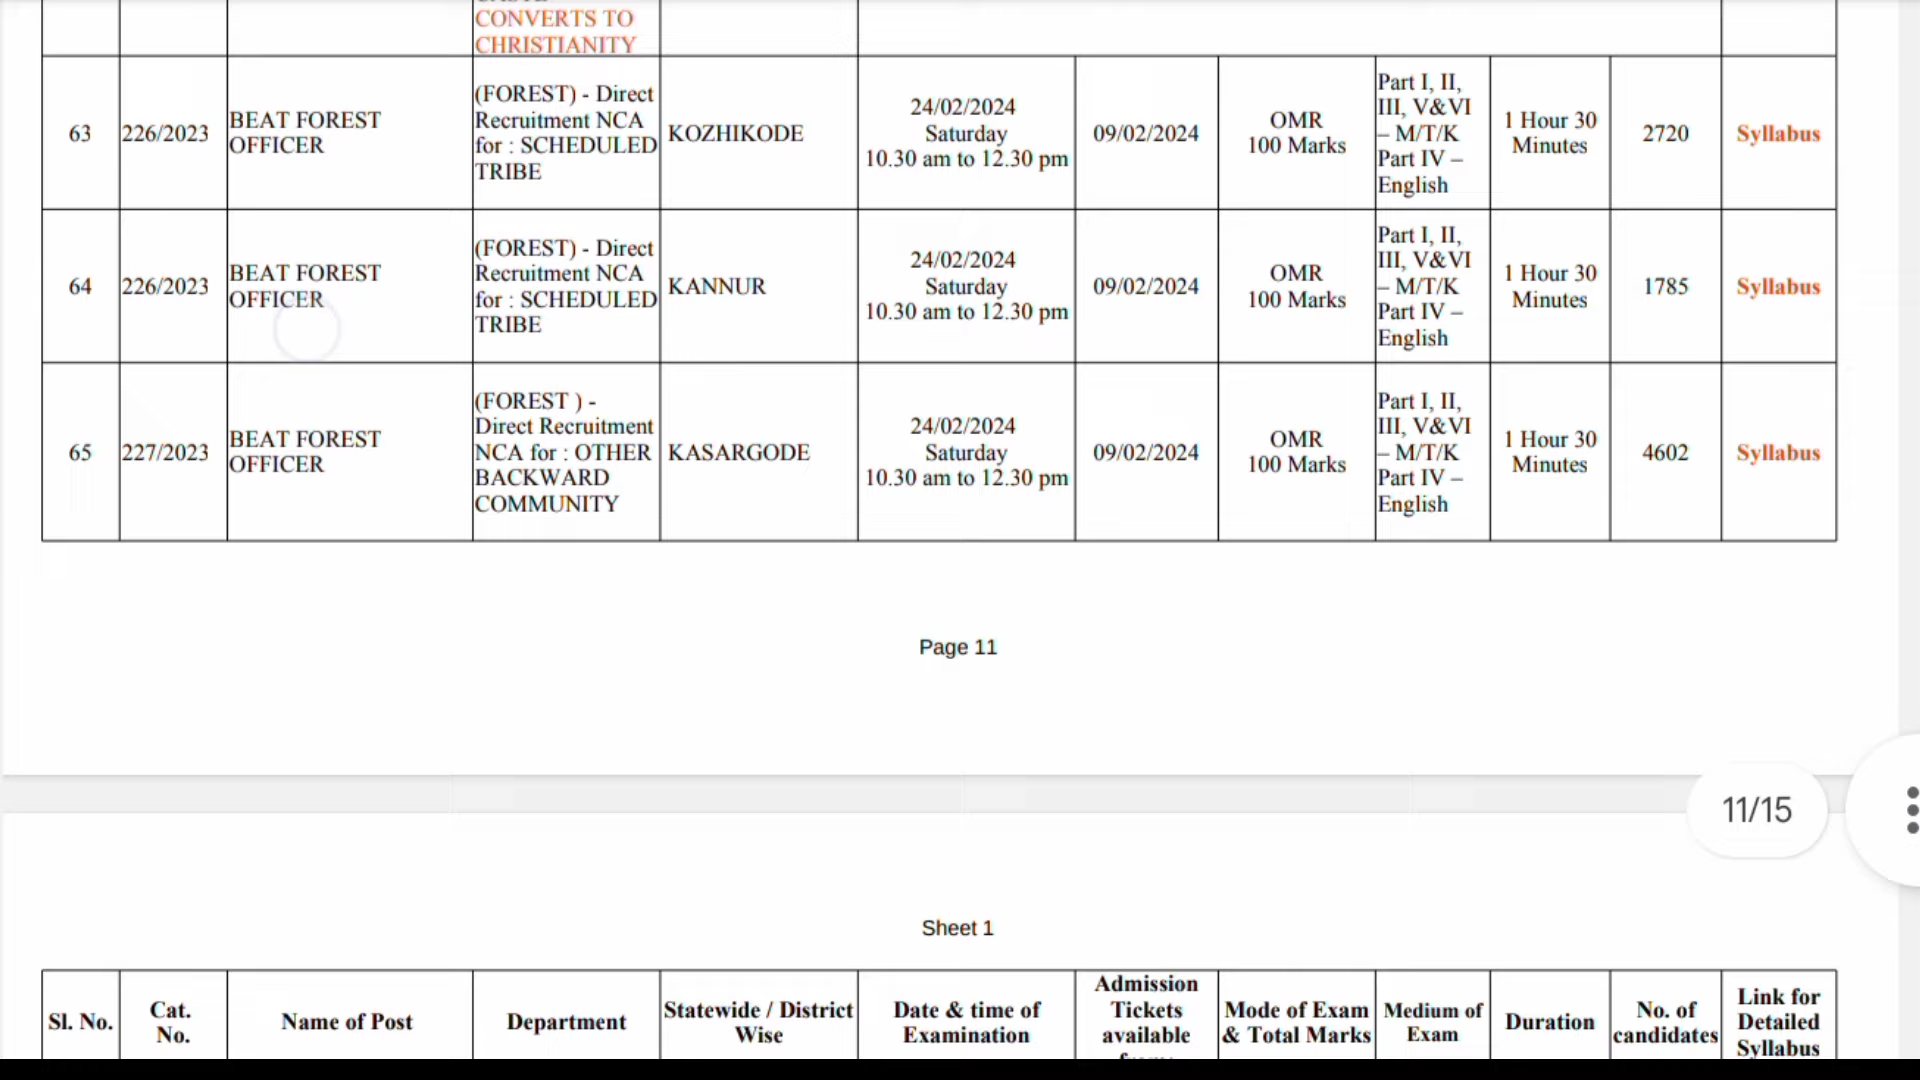 CONVERTS TO
CHRISTIANITY
63
226/2023
BEAT FOREST
OFFICER
(FOREST) - Direct
Recruitment NCA
for : SCHEDULED
TRIBE
KOZHIKODE
24/02/2024
Saturday
10.30 am to 12.30 pm
09/02/2024
OMR
100 Marks
Part I, II,
III, V&VI
– M/T/K
Part IV –
English
1 Hour 30
Minutes
2720
Syllabus
64
226/2023
BEAT FOREST
OFFICER
(FOREST) - Direct
Recruitment NCA
for : SCHEDULED
TRIBE
KANNUR
24/02/2024
Saturday
10.30 am to 12.30 pm
09/02/2024
OMR
100 Marks
Part I, II,
III, V&VI
– M/T/K
Part IV –
English
1 Hour 30
Minutes
1785
Syllabus
65
227/2023
BEAT FOREST
OFFICER
(FOREST ) -
Direct Recruitment
NCA for : OTHER
BACKWARD
COMMUNITY
KASARGODE
24/02/2024
Saturday
10.30 am to 12.30 pm
09/02/2024
OMR
100 Marks
Part I, II,
III, V&VI
– M/T/K
Part IV –
English
1 Hour 30
Minutes
4602
Syllabus
Page 11
11/15
Sheet 1
Sl. No.
Cat.
No.
Name of Post
Department
Statewide / District
Wise
Date & time of
Examination
Admission
Tickets
available
Mode of Exam
& Total Marks
Medium of
Exam
Duration
No. of
candidates
Link for
Detailed
Syllabus